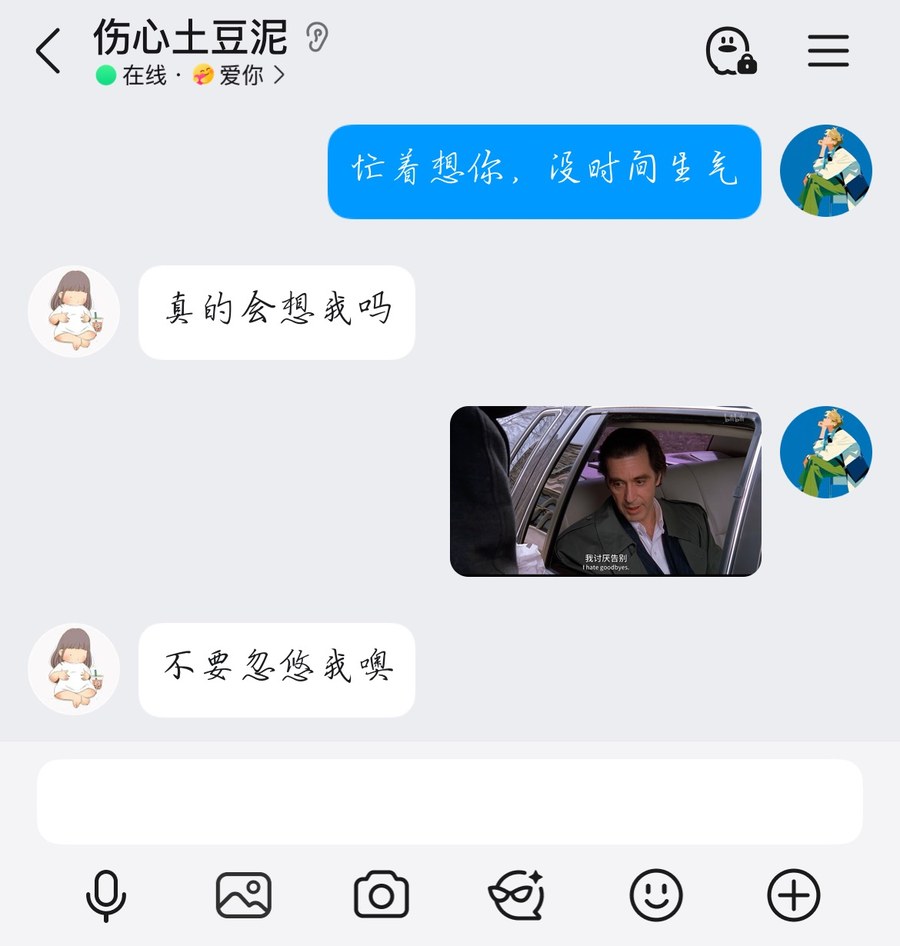 伤心土豆泥
在线 · 爱你
忙着想你，没时间生气
真的会想我吗
我讨厌告别
I hate goodbyes.
不要忽悠我噢